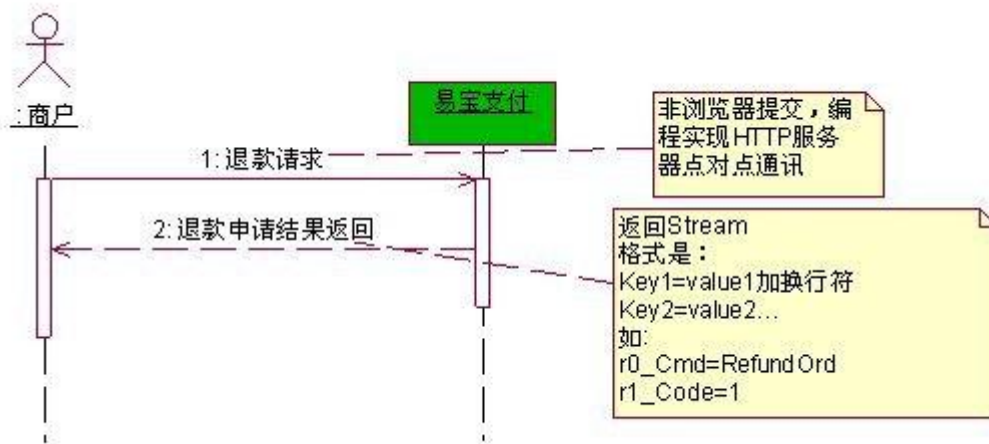 :商户
易宝支付
1:退款请求
非浏览器提交，编
程实现HTTP服务
器点对点通讯
2:退款申请结果返回
返回Stream
格式是：
Key1=value1加换行符
Key2=value2...
如:
r0_Cmd=RefundOrd
r1_Code=1